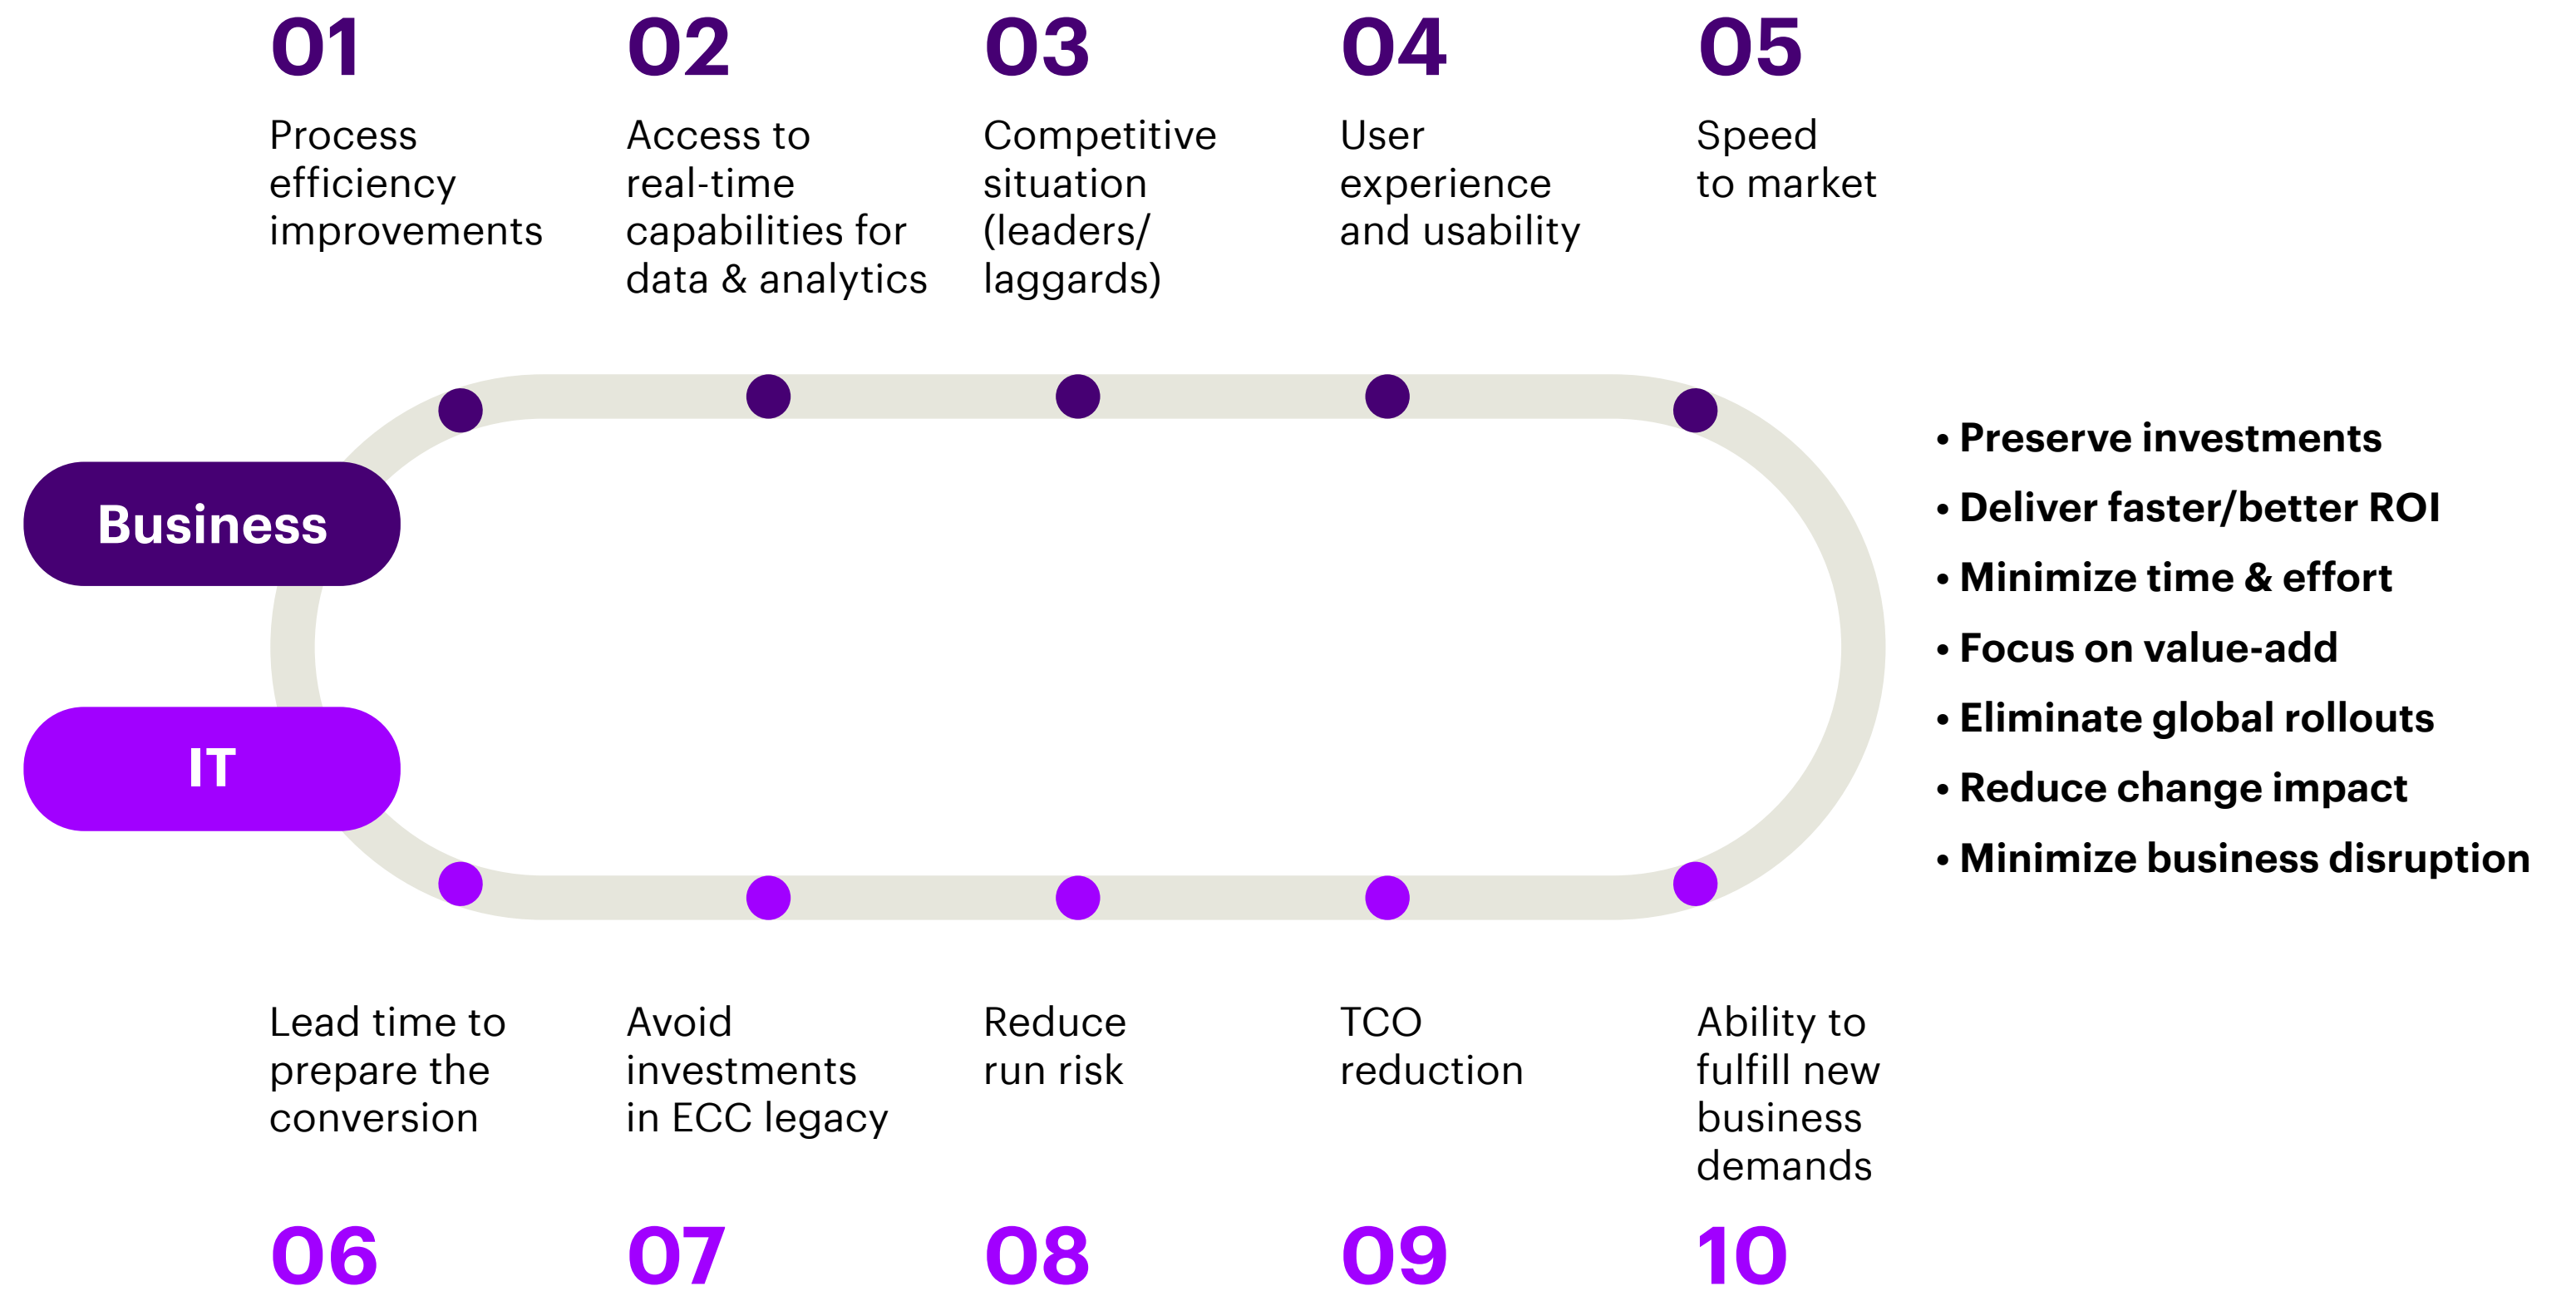 01
Process
efficiency
improvements
02
Access to
real-time
capabilities for
data & analytics
03
Competitive
situation
(leaders/
laggards)
04
User
experience
and usability
05
Speed
to market
Business
IT
• Preserve investments
• Deliver faster/better ROI
• Minimize time & effort
• Focus on value-add
• Eliminate global rollouts
• Reduce change impact
• Minimize business disruption
Lead time to
prepare the
conversion
06
Avoid
investments
in ECC legacy
07
Reduce
run risk
08
TCO
reduction
09
Ability to
fulfill new
business
demands
10